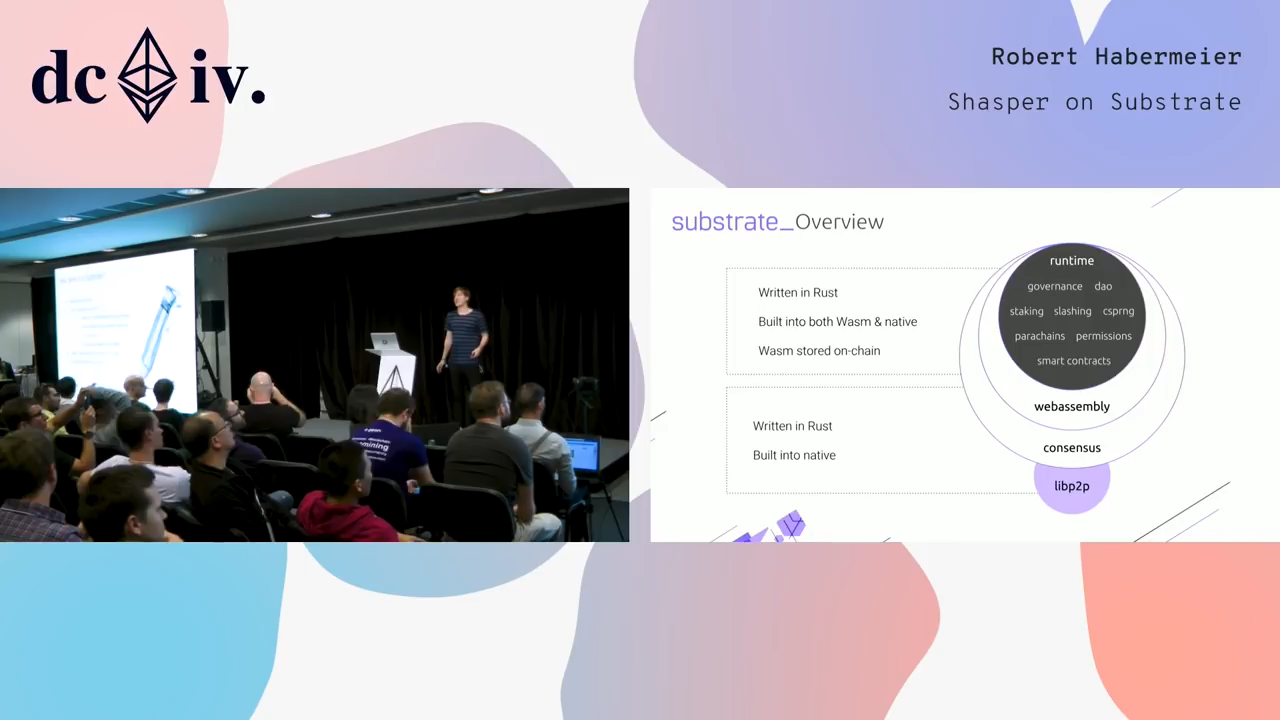 dc iv.
Robert Habermeier
Shasper on Substrate
substrate_Overview
Written in Rust
Built into both Wasm & native
Wasm stored on-chain
Written in Rust
Built into native
runtime
governance dao
staking slashing csprng
parachains permissions
smart contracts
webassembly
consensus
libp2p
mining